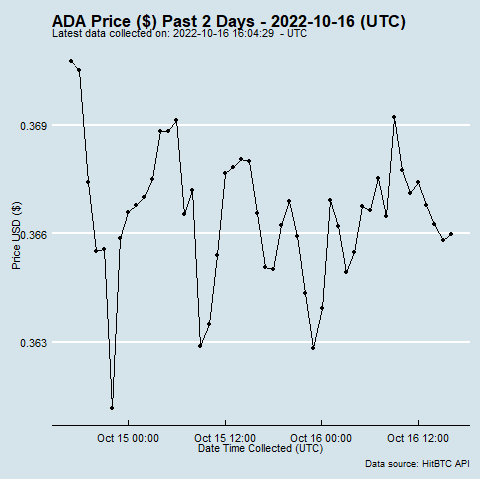 ADA Price ($) Past 2 Days - 2022-10-16 (UTC)
Latest data collected on: 2022-10-16 16:04:29 - UTC
0.369
0.366
0.363
Price USD ($)
Oct 15 00:00
Oct 15 12:00
Oct 16 00:00
Oct 16 12:00
Date Time Collected (UTC)
Data source: HitBTC API